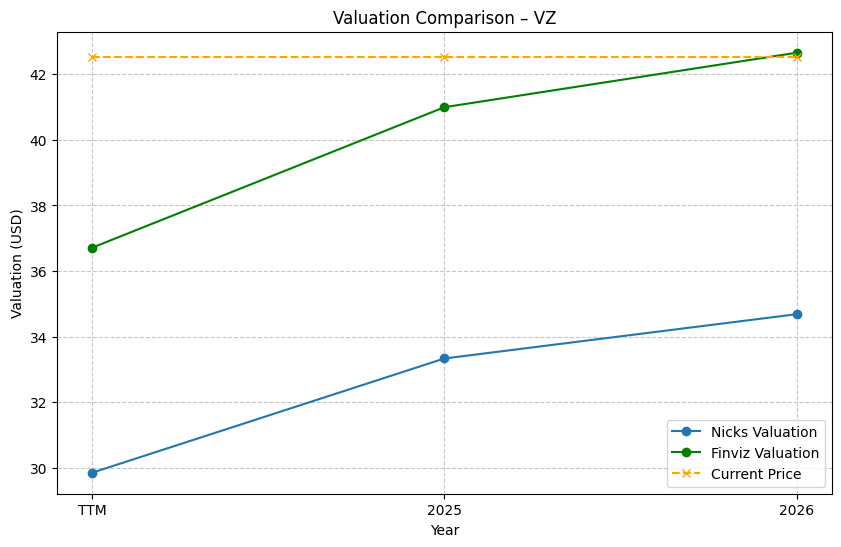 Valuation Comparison – VZ
Valuation (USD)
42
40
38
36
34
32
30
TTM
2025
2026
Year
Nicks Valuation
Finviz Valuation
Current Price